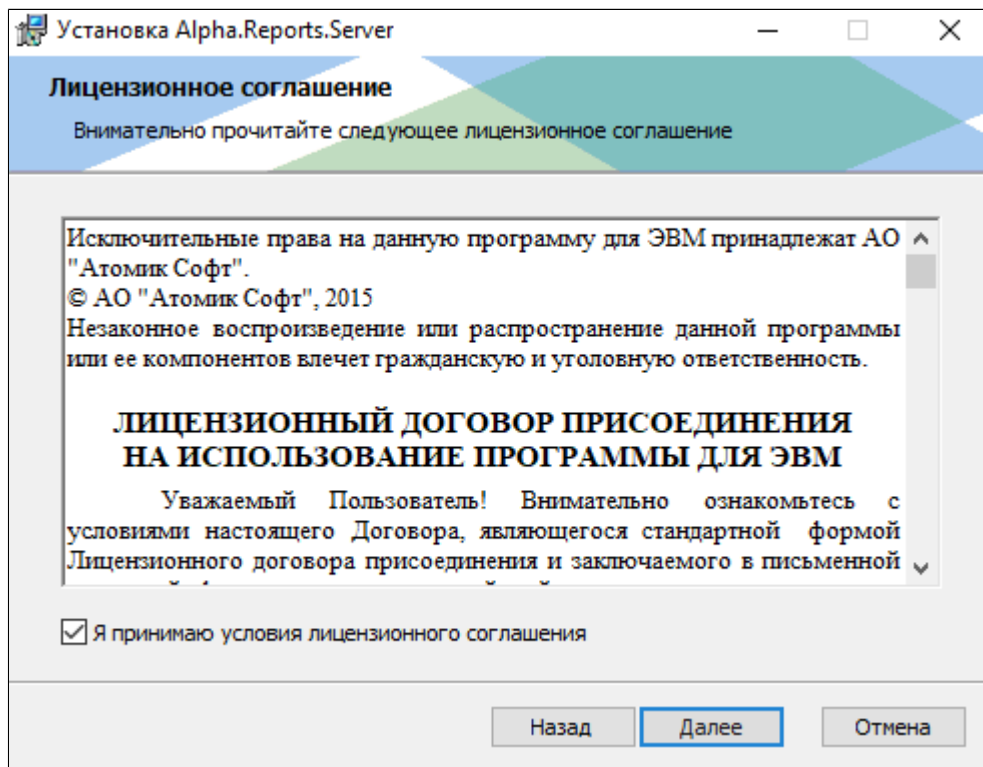 Установка Alpha.Reports.Server
Лицензионное соглашение
Внимательно прочитайте следующее лицензионное соглашение
Исключительные права на данную программу для ЭВМ принадлежат АО
"Атомик Софт".
© АО "Атомик Софт", 2015
Незаконное воспроизведение или распространение данной программы
или ее компонентов влечет гражданскую и уголовную ответственность.
ЛИЦЕНЗИОННЫЙ ДОГОВОР ПРИСОЕДИНЕНИЯ
НА ИСПОЛЬЗОВАНИЕ ПРОГРАММЫ ДЛЯ ЭВМ
Уважаемый Пользователь! Внимательно ознакомьтесь с
условиями настоящего Договора, являющегося стандартной формой
Лицензионного договора присоединения и заключаемого в письменной
Я принимаю условия лицензионного соглашения
Назад Далее Отмена